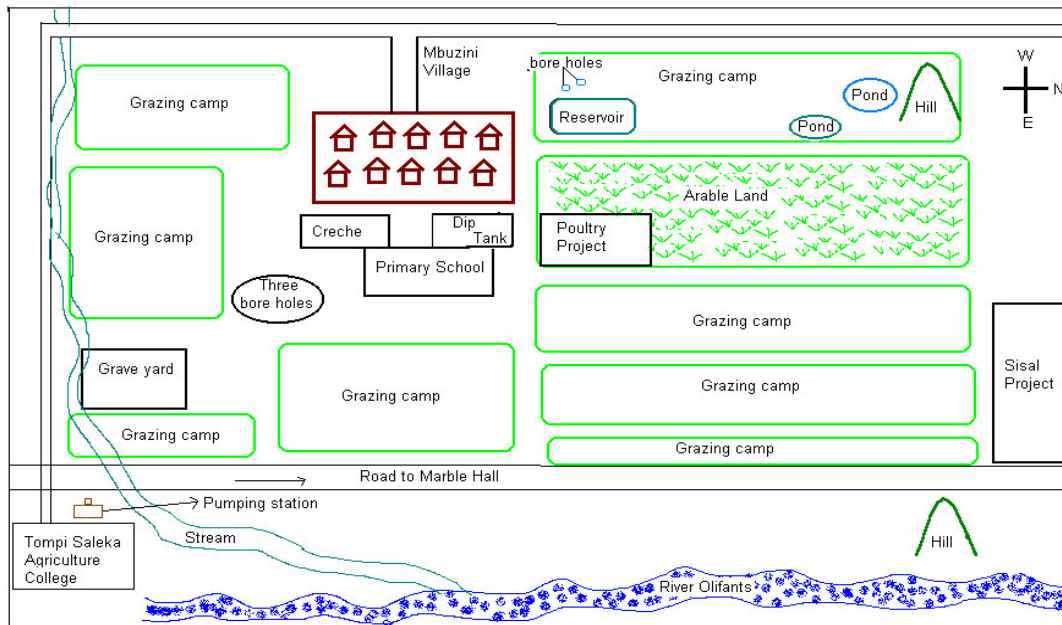 Mbuzini
Village
bore holes
Grazing camp
W
N
E
Grazing camp
Reservoir
Pond
Pond
Hill
Arable Land
Creche
Dip
Tank
Poultry
Project
Grazing camp
Primary School
Three
bore holes
Grazing camp
Grave yard
Sisal
Project
Grazing camp
Grazing camp
Grazing camp
Grazing camp
Road to Marble Hall
Pumping station
Stream
Tompi Saleka
Agriculture
College
Hill
River Olifants